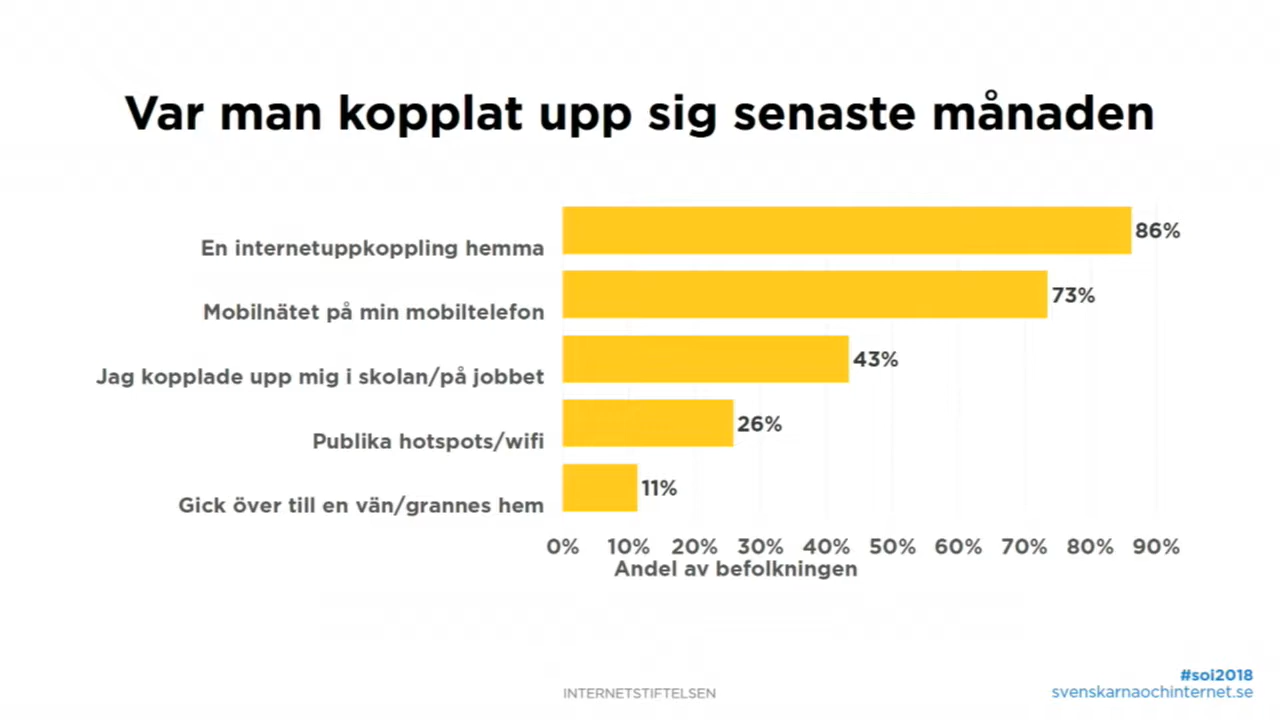 Var man kopplat upp sig senaste månaden
En internetuppkoppling hemma
86%
Mobilnätet på min mobiltelefon
73%
Jag kopplade upp mig i skolan/på jobbet
43%
Publika hotspots/wifi
26%
Gick över till en vän/grannes hem
11%
0% 10% 20% 30% 40% 50% 60% 70% 80% 90%
Andel av befolkningen
INTERNETSTIFTELSEN
#soi2018
svenskarnaochinternet.se